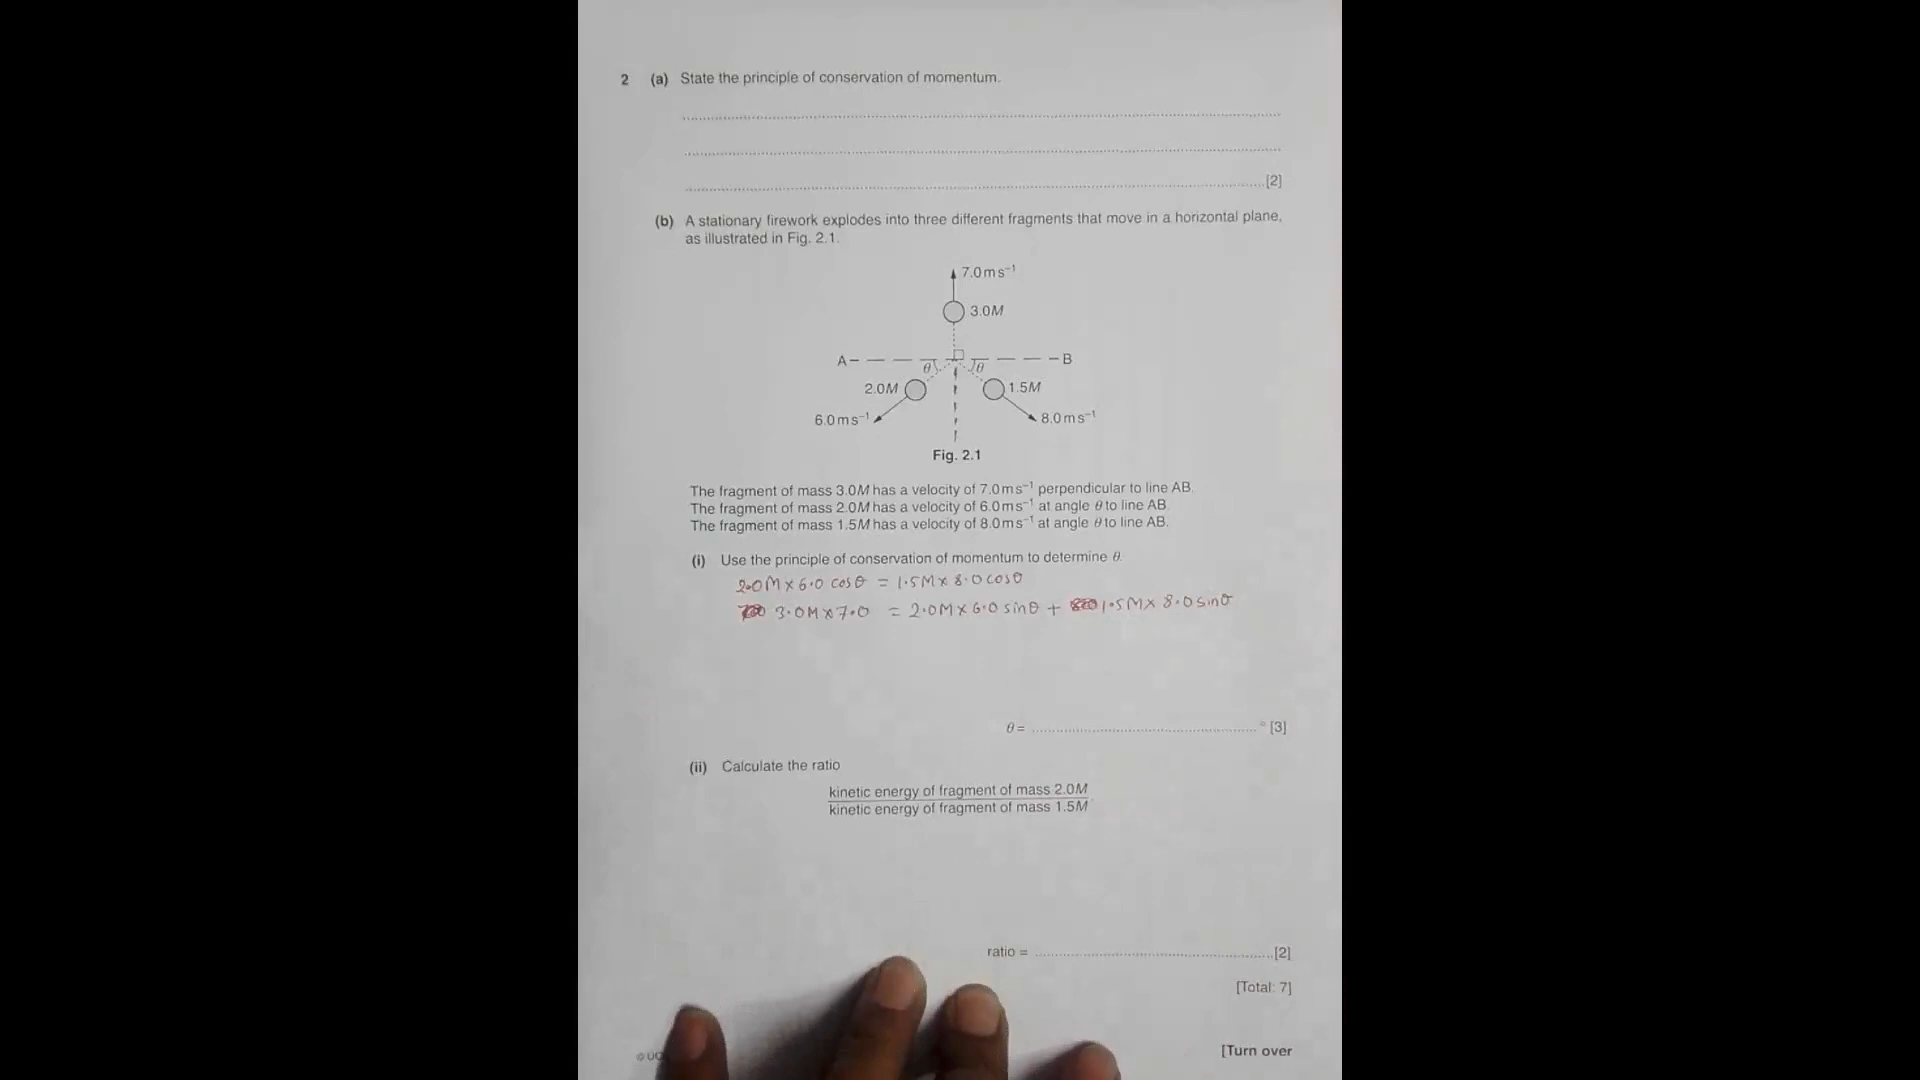 2 (a) State the principle of conservation of momentum.
[2]
(b) A stationary firework explodes into three different fragments that move in a horizontal plane,
as illustrated in Fig. 2.1.
7.0 m s⁻¹
3.0M
A B
θ θ
2.0M 1.5M
6.0 m s⁻¹ 8.0 m s⁻¹
Fig. 2.1
The fragment of mass 3.0M has a velocity of 7.0 m s⁻¹ perpendicular to line AB.
The fragment of mass 2.0M has a velocity of 6.0 m s⁻¹ at angle θ to line AB.
The fragment of mass 1.5M has a velocity of 8.0 m s⁻¹ at angle θ to line AB.
(i) Use the principle of conservation of momentum to determine θ.
2.0M × 6.0 cosθ = 1.5M × 8.0 cosθ
3.0M × 7.0 = 2.0M × 6.0 sinθ + 1.5M × 8.0 sinθ
θ = ° [3]
(ii) Calculate the ratio
kinetic energy of fragment of mass 2.0M
kinetic energy of fragment of mass 1.5M
ratio = [2]
[Total: 7]
[Turn over